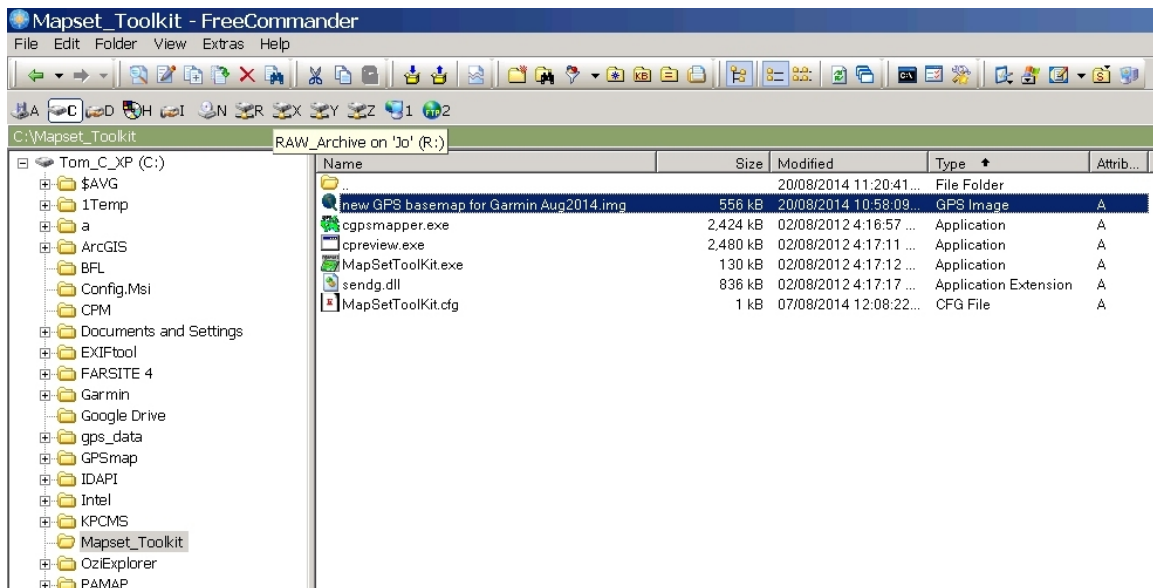 Mapset_Toolkit - FreeCommander
File Edit Folder View Extras Help
A C D H I N R X Y Z 1 2
C:\Mapset_Toolkit
RAW_Archive on 'Jo' (R:)
Tom_C_XP (C:)
$AVG
1Temp
a
ArcGIS
BFL
Config.Msi
CPM
Documents and Settings
EXIFtool
FARSITE 4
Garmin
Google Drive
gps_data
GPSmap
IDAPI
Intel
KPCMS
Mapset_Toolkit
OziExplorer
PAMAP
Name Size Modified Type Attrib...
.. 20/08/2014 11:20:41... File Folder
new GPS basemap for Garmin Aug2014.img 556 kB 20/08/2014 10:58:09... GPS Image A
cgpsmapper.exe 2,424 kB 02/08/2012 4:16:57 ... Application A
cpreview.exe 2,480 kB 02/08/2012 4:17:11 ... Application A
MapSetToolKit.exe 130 kB 02/08/2012 4:17:12 ... Application A
sendg.dll 836 kB 02/08/2012 4:17:17 ... Application Extension A
MapSetToolKit.cfg 1 kB 07/08/2014 12:08:22... CFG File A